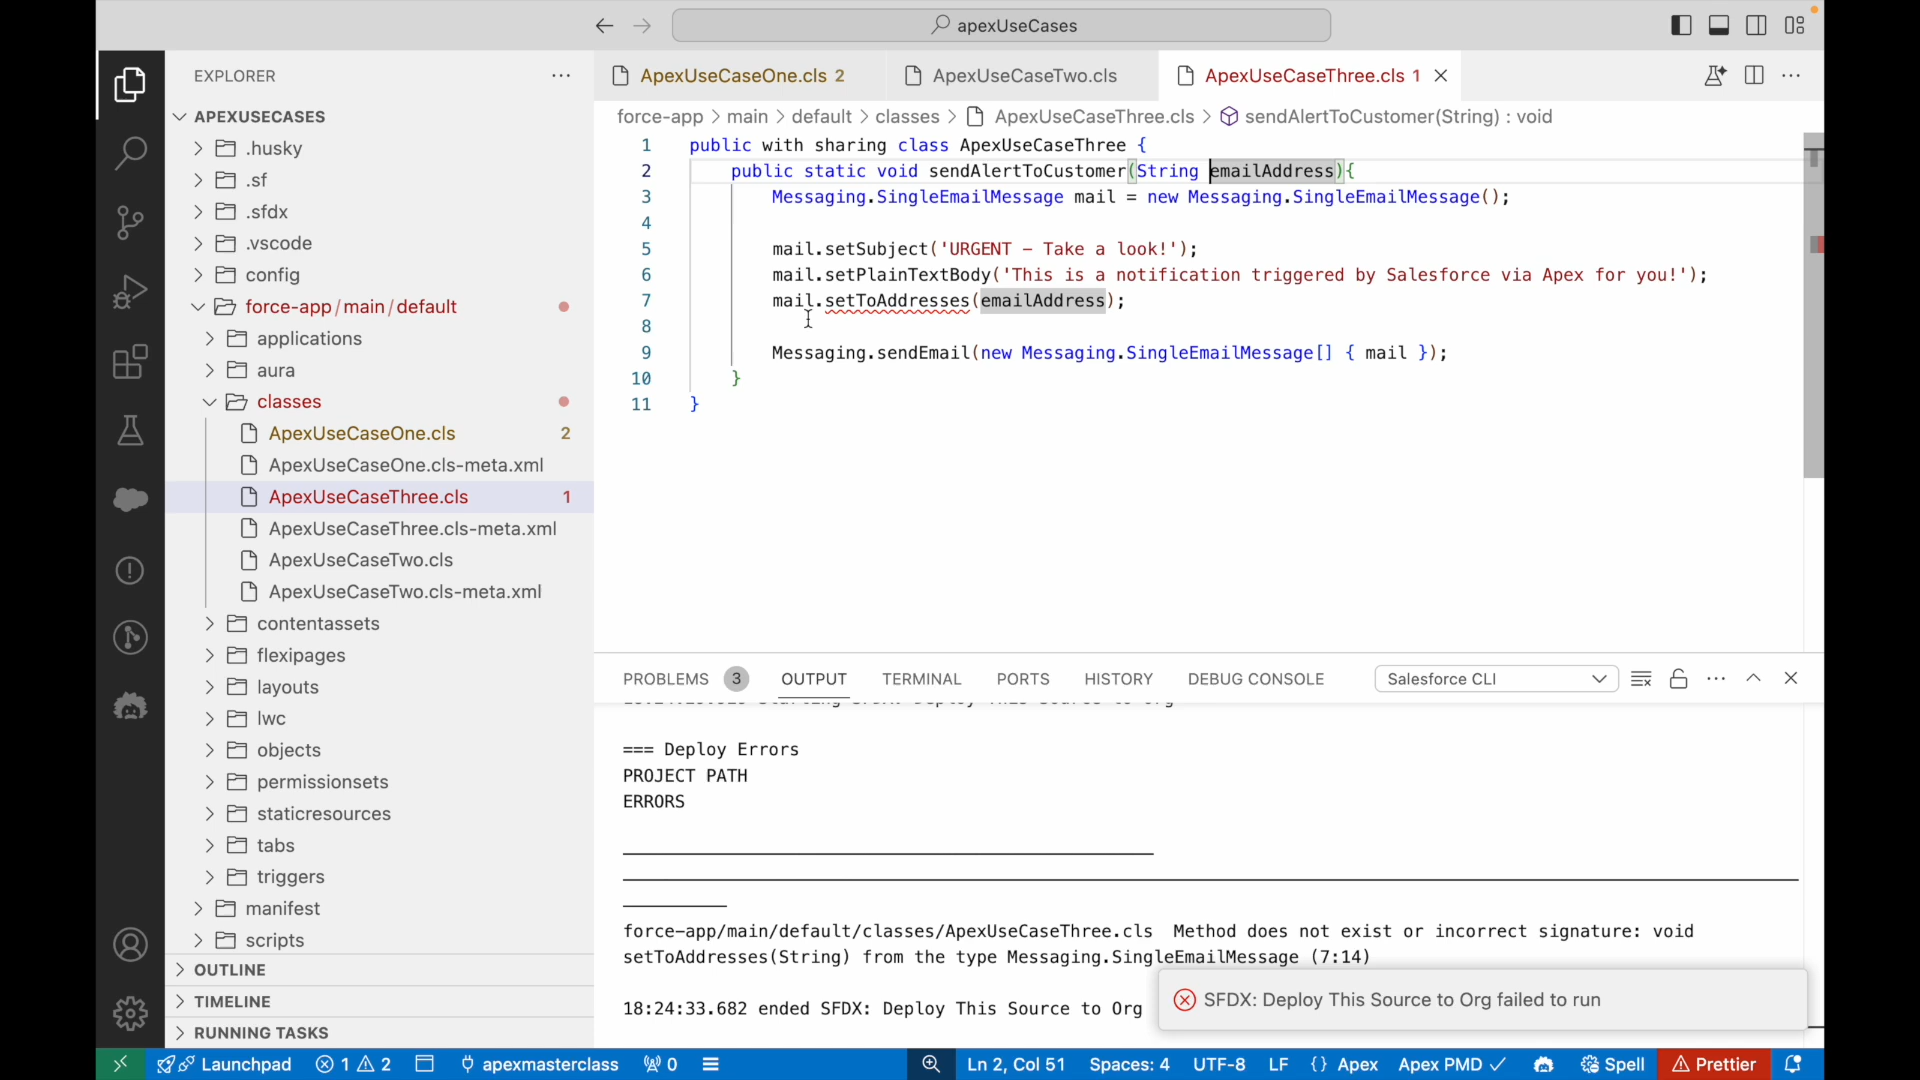 apexUseCases
EXPLORER
APEXUSECASES
.husky
.sf
.sfdx
.vscode
config
force-app / main / default
applications
aura
classes
ApexUseCaseOne.cls 2
ApexUseCaseOne.cls-meta.xml
ApexUseCaseThree.cls 1
ApexUseCaseThree.cls-meta.xml
ApexUseCaseTwo.cls
ApexUseCaseTwo.cls-meta.xml
contentassets
flexipages
layouts
lwc
objects
permissionsets
staticresources
tabs
triggers
manifest
scripts
OUTLINE
TIMELINE
RUNNING TASKS
ApexUseCaseOne.cls 2 ApexUseCaseTwo.cls ApexUseCaseThree.cls 1
force-app > main > default > classes > ApexUseCaseThree.cls > sendAlertToCustomer(String) : void
1 public with sharing class ApexUseCaseThree {
2 public static void sendAlertToCustomer(String emailAddress){
3 Messaging.SingleEmailMessage mail = new Messaging.SingleEmailMessage();
4
5 mail.setSubject('URGENT – Take a look!');
6 mail.setPlainTextBody('This is a notification triggered by Salesforce via Apex for you!');
7 mail.setToAddresses(emailAddress);
8
9 Messaging.sendEmail(new Messaging.SingleEmailMessage[] { mail });
10 }
11 }
PROBLEMS 3 OUTPUT TERMINAL PORTS HISTORY DEBUG CONSOLE Salesforce CLI
=== Deploy Errors
PROJECT PATH
ERRORS
force-app/main/default/classes/ApexUseCaseThree.cls Method does not exist or incorrect signature: void
setToAddresses(String) from the type Messaging.SingleEmailMessage (7:14)
18:24:33.682 ended SFDX: Deploy This Source to Org
SFDX: Deploy This Source to Org failed to run
Launchpad 1 2 apexmasterclass 0 Ln 2, Col 51 Spaces: 4 UTF-8 LF {} Apex Apex PMD ✓ Spell Prettier